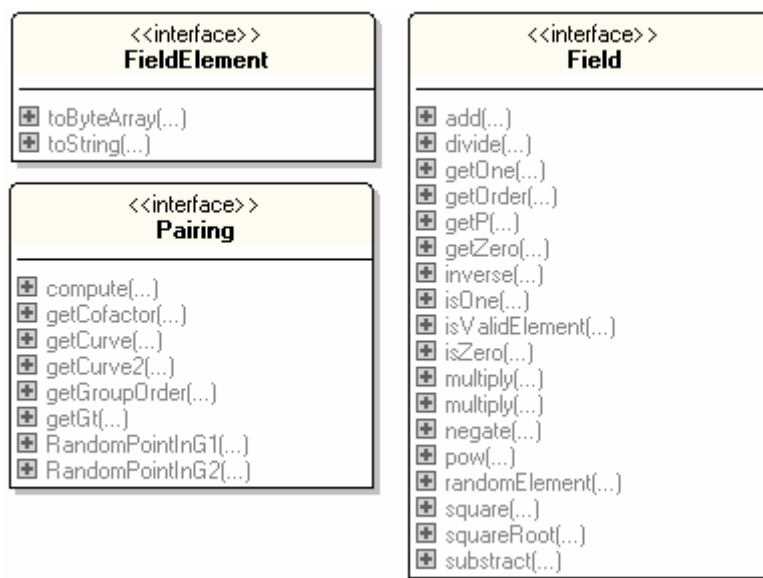 <<interface>>
FieldElement
toByteArray(...)
toString(...)
<<interface>>
Pairing
compute(...)
getCofactor(...)
getCurve(...)
getCurve2(...)
getGroupOrder(...)
getGt(...)
RandomPointInG1(...)
RandomPointInG2(...)
<<interface>>
Field
add(...)
divide(...)
getOne(...)
getOrder(...)
getP(...)
getZero(...)
inverse(...)
isOne(...)
isValidElement(...)
isZero(...)
multiply(...)
multiply(...)
negate(...)
pow(...)
randomElement(...)
square(...)
squareRoot(...)
substract(...)